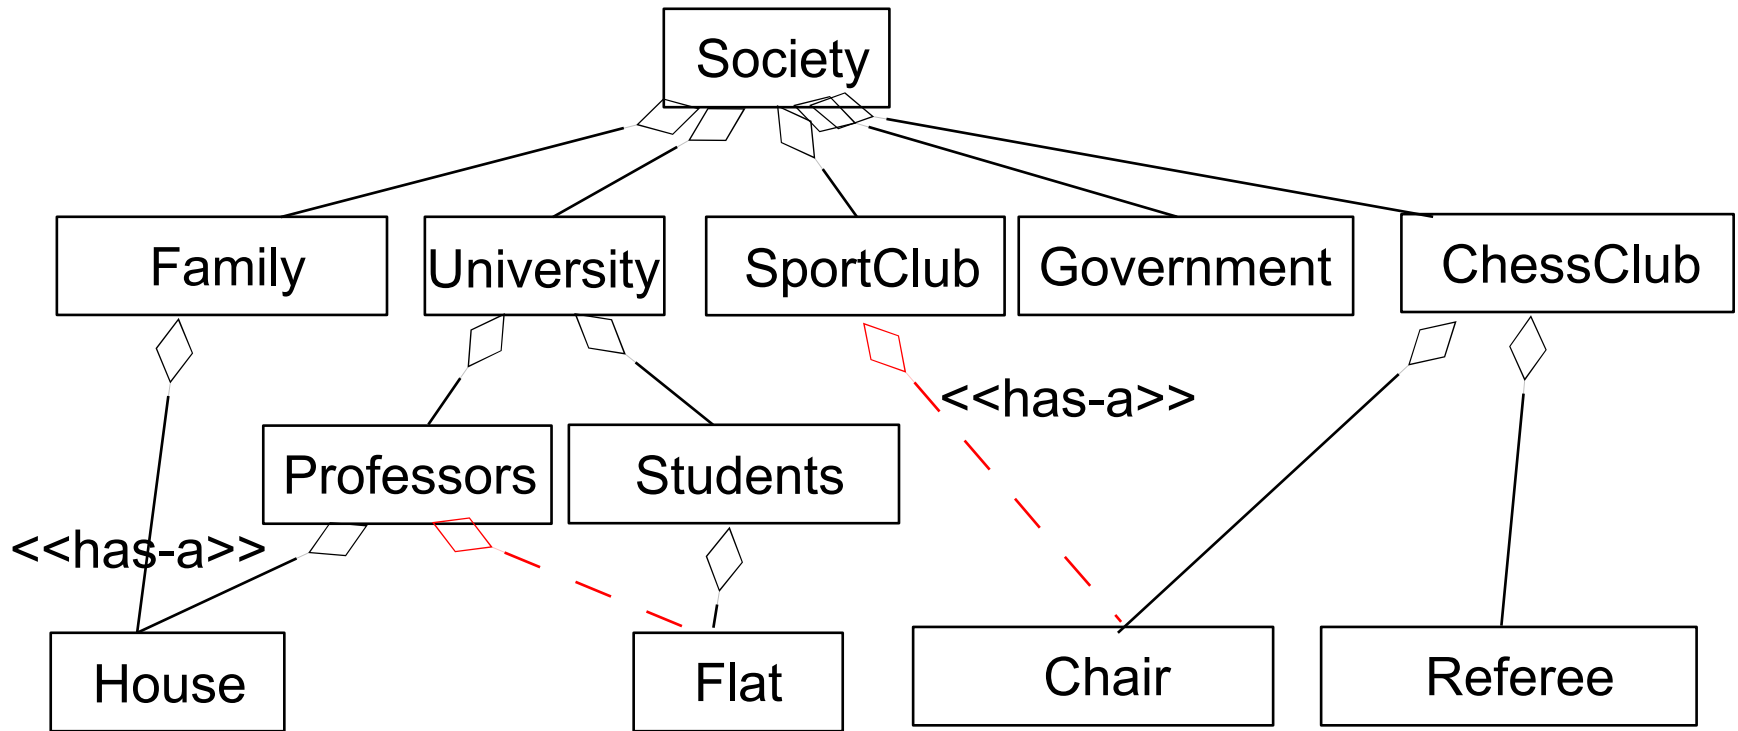 Society
Family
University
SportClub
Government
ChessClub
<<has-a>>
Professors
Students
<<has-a>>
House
Flat
Chair
Referee